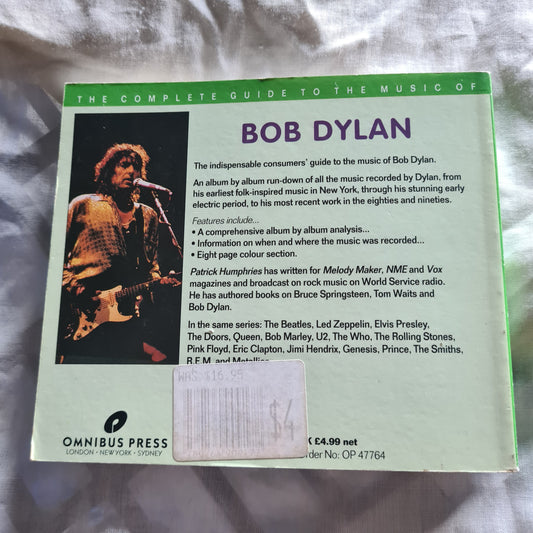 THE COMPLETE GUIDE TO THE MUSIC OF
BOB DYLAN
The indispensable consumers' guide to the music of Bob Dylan.
An album by album run-down of all the music recorded by Dylan, from
his earliest folk-inspired music in New York, through his stunning early
electric period, to his most recent work in the eighties and nineties.
Features include...
• A comprehensive album by album analysis...
• Information on when and where the music was recorded...
• Eight page colour section.
Patrick Humphries has written for Melody Maker, NME and Vox
magazines and broadcast on rock music on World Service radio.
He has authored books on Bruce Springsteen, Tom Waits and
Bob Dylan.
In the same series: The Beatles, Led Zeppelin, Elvis Presley,
The Doors, Queen, Bob Marley, U2, The Who, The Rolling Stones,
Pink Floyd, Eric Clapton, Jimi Hendrix, Genesis, Prince, The Smiths,
R.E.M. and Metallica
WAS $16.95
$4
OMNIBUS PRESS
LONDON · NEW YORK · SYDNEY
£4.99 net
No: OP 47764